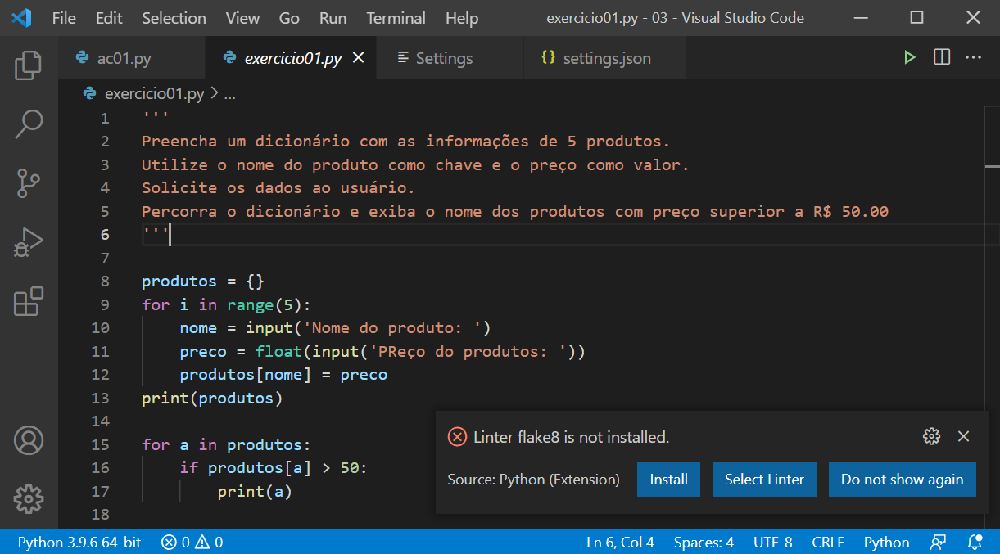 File Edit Selection View Go Run Terminal Help exercicio01.py - 03 - Visual Studio Code
ac01.py exercicio01.py Settings {} settings.json
exercicio01.py > ...
1 '''
2 Preencha um dicionário com as informações de 5 produtos.
3 Utilize o nome do produto como chave e o preço como valor.
4 Solicite os dados ao usuário.
5 Percorra o dicionário e exiba o nome dos produtos com preço superior a R$ 50.00
6 '''
7
8 produtos = {}
9 for i in range(5):
10     nome = input('Nome do produto: ')
11     preco = float(input('PReço do produtos: '))
12     produtos[nome] = preco
13 print(produtos)
14
15 for a in produtos:
16     if produtos[a] > 50:
17         print(a)
18
Linter flake8 is not installed.
Source: Python (Extension) Install Select Linter Do not show again
Python 3.9.6 64-bit 0 0 Ln 6, Col 4 Spaces: 4 UTF-8 CRLF Python